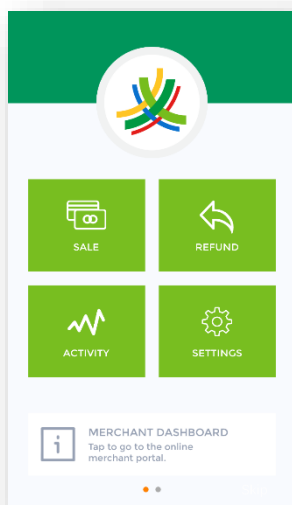 SALE
REFUND
ACTIVITY
SETTINGS
MERCHANT DASHBOARD
Tap to go to the online
merchant portal.